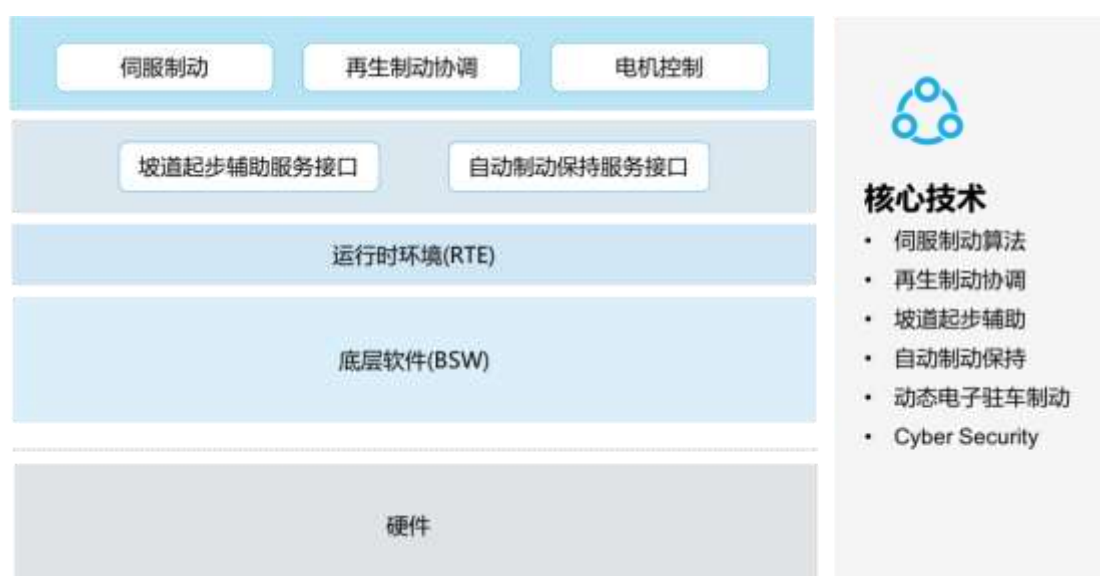 伺服制动
再生制动协调
电机控制
坡道起步辅助服务接口
自动制动保持服务接口
运行时环境(RTE)
底层软件(BSW)
硬件
核心技术
• 伺服制动算法
• 再生制动协调
• 坡道起步辅助
• 自动制动保持
• 动态电子驻车制动
• Cyber Security